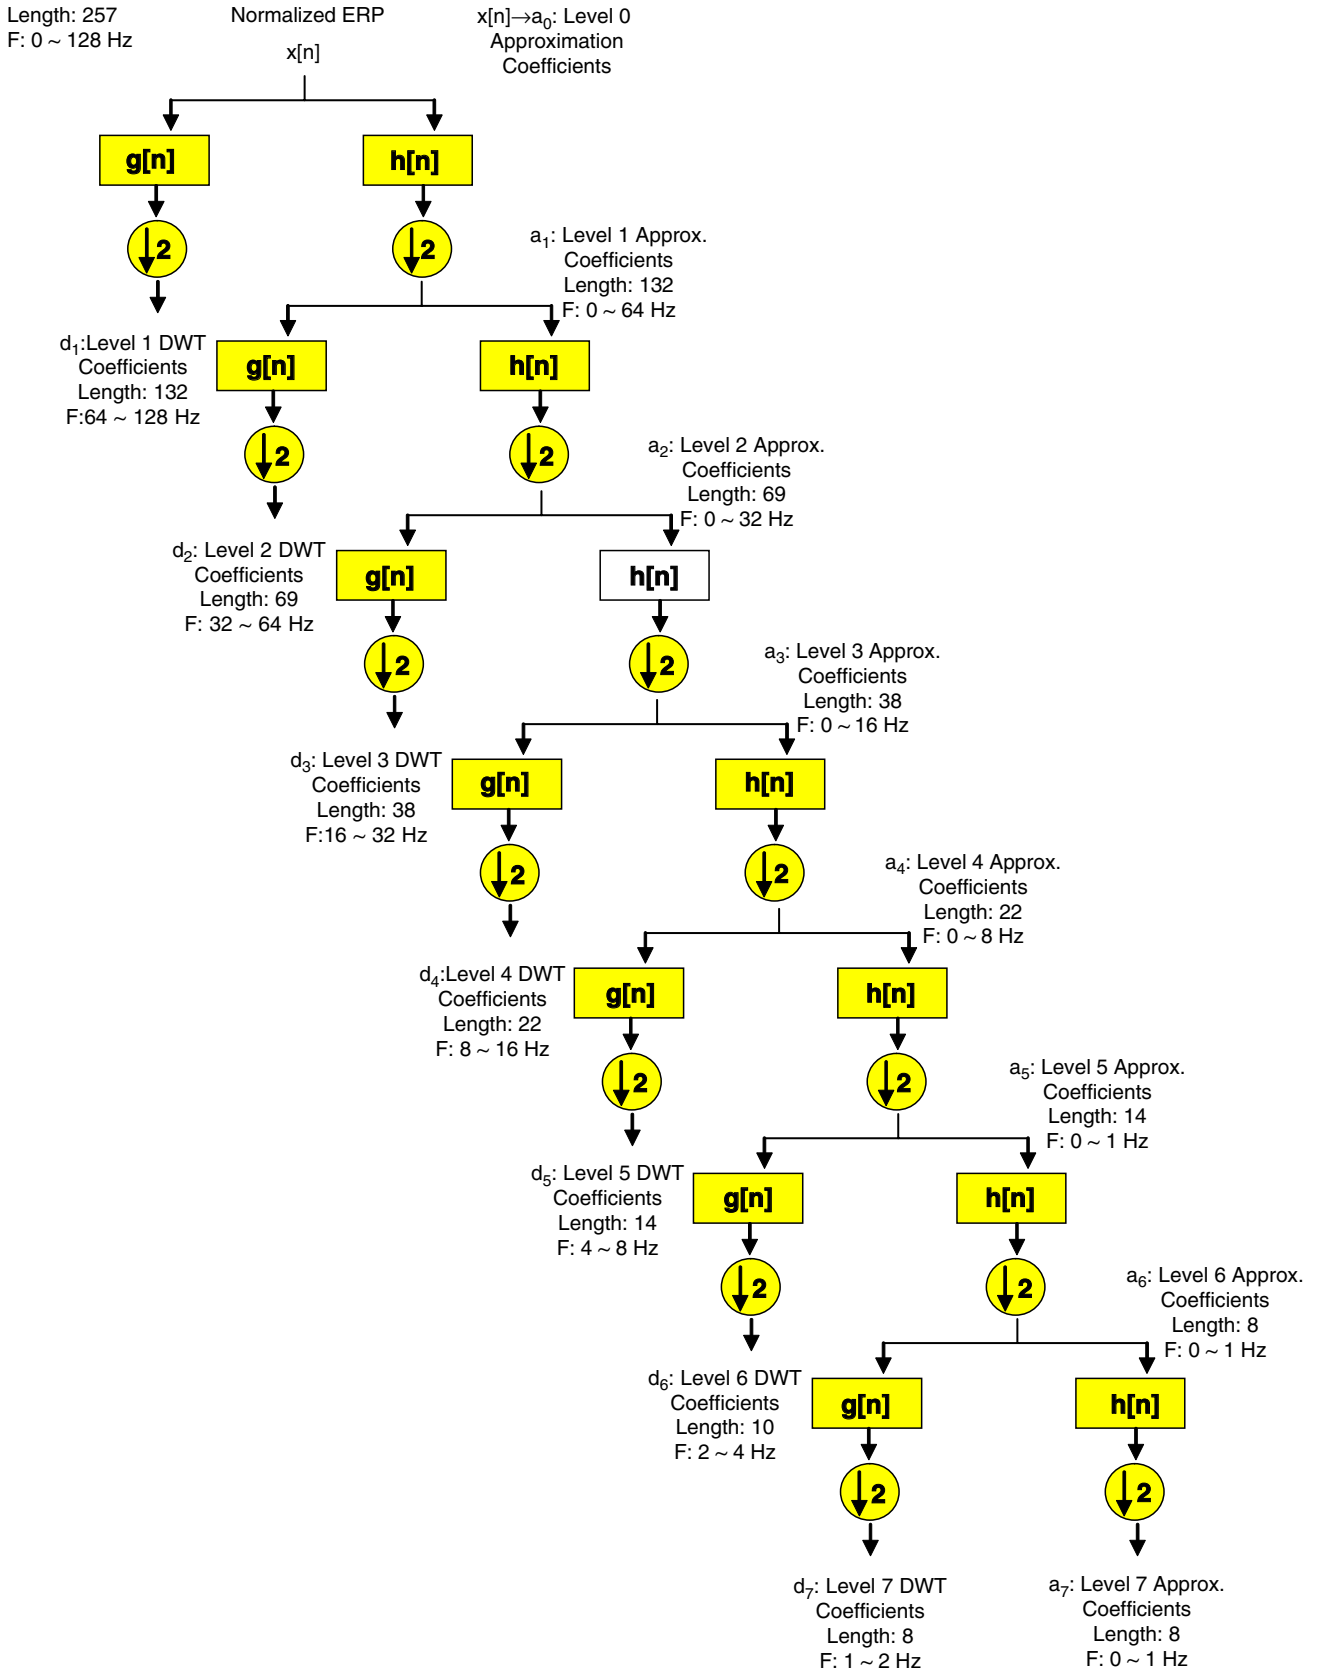 Length: 257
F: 0 ~ 128 Hz
Normalized ERP
x[n]
x[n]→a0: Level 0
Approximation
Coefficients
g[n]
h[n]
2
2
a1: Level 1 Approx.
Coefficients
Length: 132
F: 0 ~ 64 Hz
d1:Level 1 DWT
Coefficients
Length: 132
F:64 ~ 128 Hz
g[n]
h[n]
2
2
a2: Level 2 Approx.
Coefficients
Length: 69
F: 0 ~ 32 Hz
d2: Level 2 DWT
Coefficients
Length: 69
F: 32 ~ 64 Hz
g[n]
h[n]
2
2
a3: Level 3 Approx.
Coefficients
Length: 38
F: 0 ~ 16 Hz
d3: Level 3 DWT
Coefficients
Length: 38
F:16 ~ 32 Hz
g[n]
h[n]
2
2
a4: Level 4 Approx.
Coefficients
Length: 22
F: 0 ~ 8 Hz
d4:Level 4 DWT
Coefficients
Length: 22
F: 8 ~ 16 Hz
g[n]
h[n]
2
2
a5: Level 5 Approx.
Coefficients
Length: 14
F: 0 ~ 1 Hz
d5: Level 5 DWT
Coefficients
Length: 14
F: 4 ~ 8 Hz
g[n]
h[n]
2
2
a6: Level 6 Approx.
Coefficients
Length: 8
F: 0 ~ 1 Hz
d6: Level 6 DWT
Coefficients
Length: 10
F: 2 ~ 4 Hz
g[n]
h[n]
2
2
d7: Level 7 DWT
Coefficients
Length: 8
F: 1 ~ 2 Hz
a7: Level 7 Approx.
Coefficients
Length: 8
F: 0 ~ 1 Hz